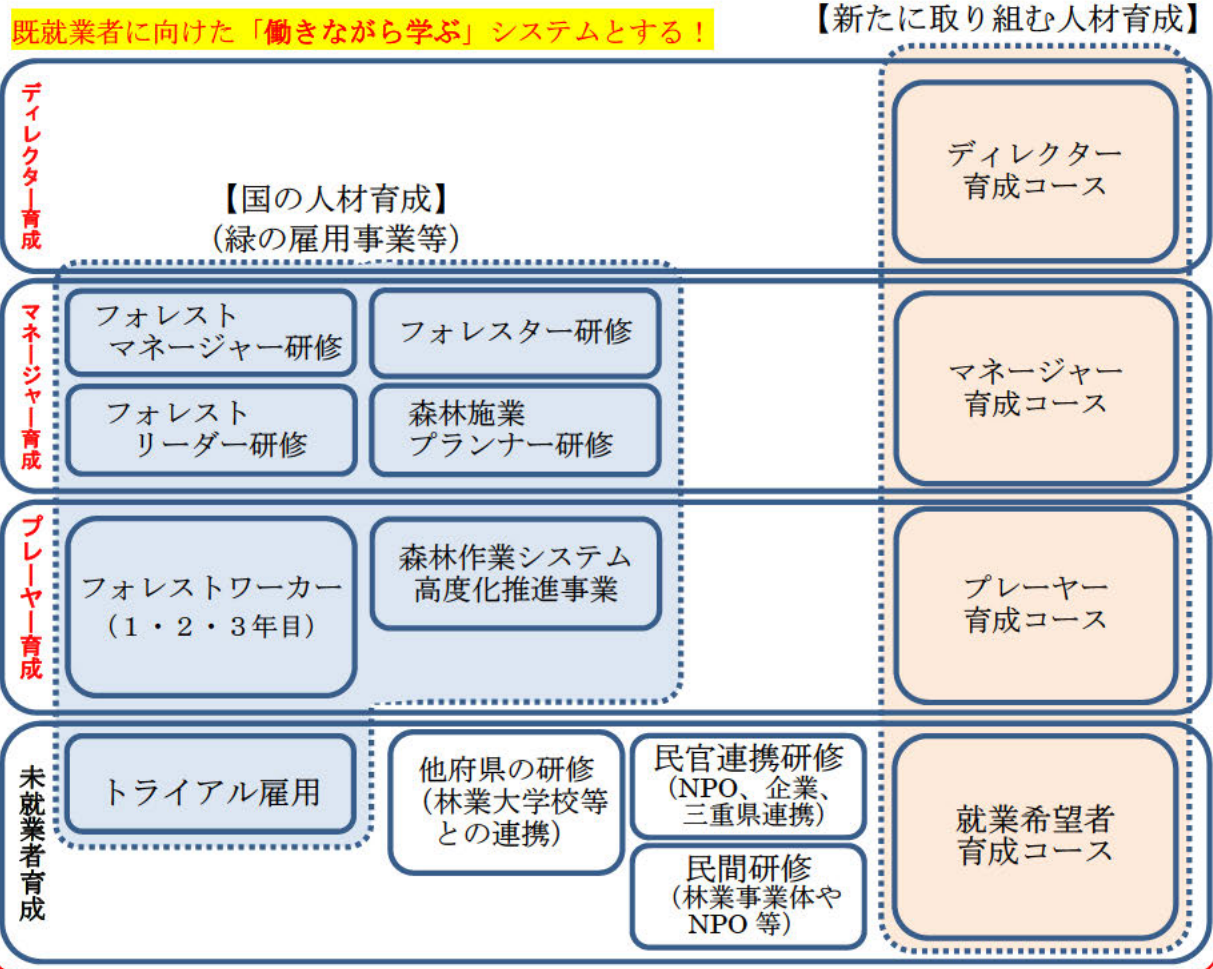 既就業者に向けた「働きながら学ぶ」システムとする！
【新たに取り組む人材育成】
ディレクター育成
ディレクター
育成コース
【国の人材育成】
（緑の雇用事業等）
マネージャー育成
フォレスト
マネージャー研修
フォレスター研修
フォレスト
リーダー研修
森林施業
プランナー研修
マネージャー
育成コース
プレーヤー育成
フォレストワーカー
（１・２・３年目）
森林作業システム
高度化推進事業
プレーヤー
育成コース
未就業者育成
トライアル雇用
他府県の研修
（林業大学校等
との連携）
民官連携研修
（NPO、企業、
三重県連携）
民間研修
（林業事業体や
NPO 等）
就業希望者
育成コース